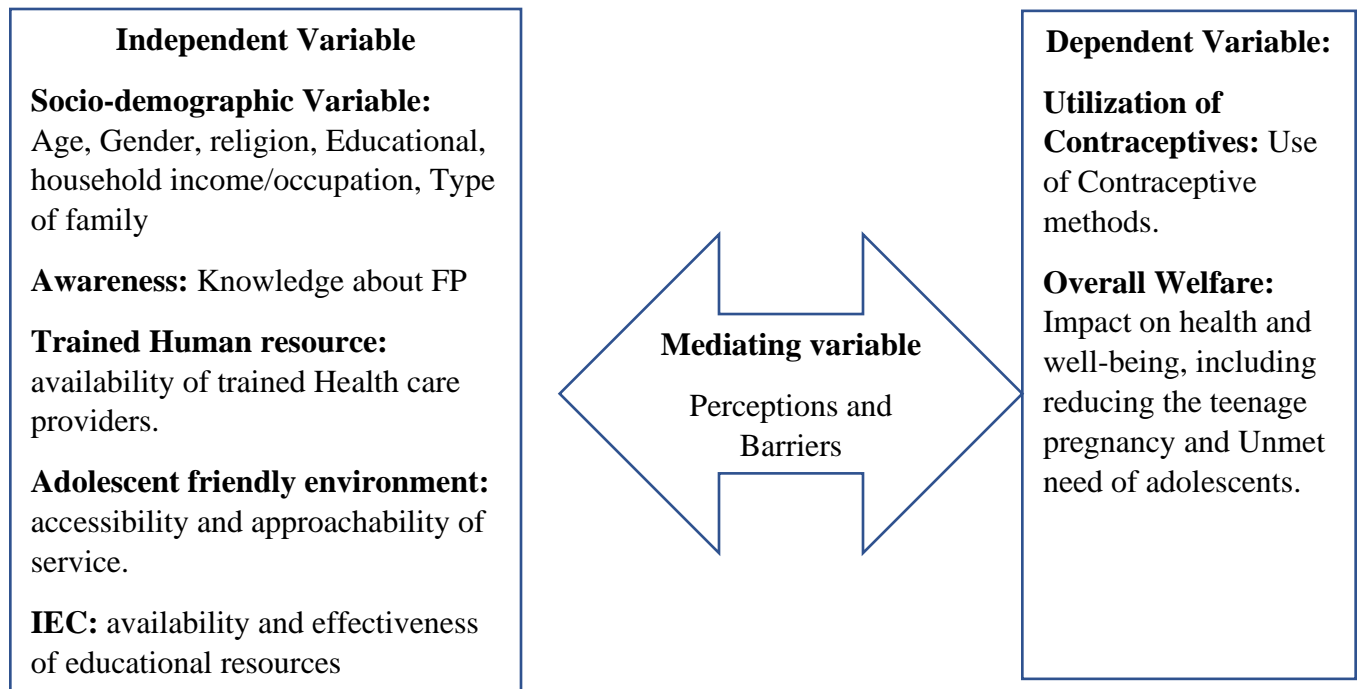 Independent Variable
Socio-demographic Variable:
Age, Gender, religion, Educational,
household income/occupation, Type
of family
Awareness: Knowledge about FP
Trained Human resource:
availability of trained Health care
providers.
Adolescent friendly environment:
accessibility and approachability of
service.
IEC: availability and effectiveness
of educational resources
Mediating variable
Perceptions and
Barriers
Dependent Variable:
Utilization of
Contraceptives: Use
of Contraceptive
methods.
Overall Welfare:
Impact on health and
well-being, including
reducing the teenage
pregnancy and Unmet
need of adolescents.